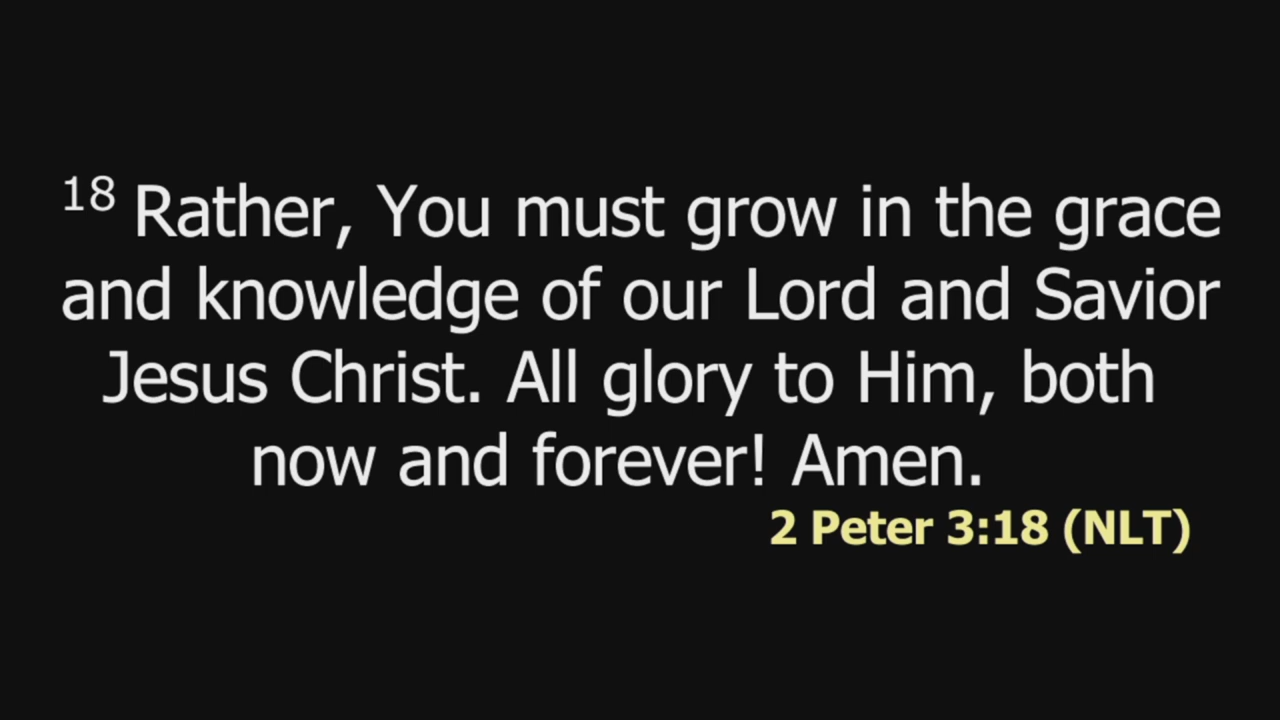 18 Rather, You must grow in the grace
and knowledge of our Lord and Savior
Jesus Christ. All glory to Him, both
now and forever! Amen.
2 Peter 3:18 (NLT)